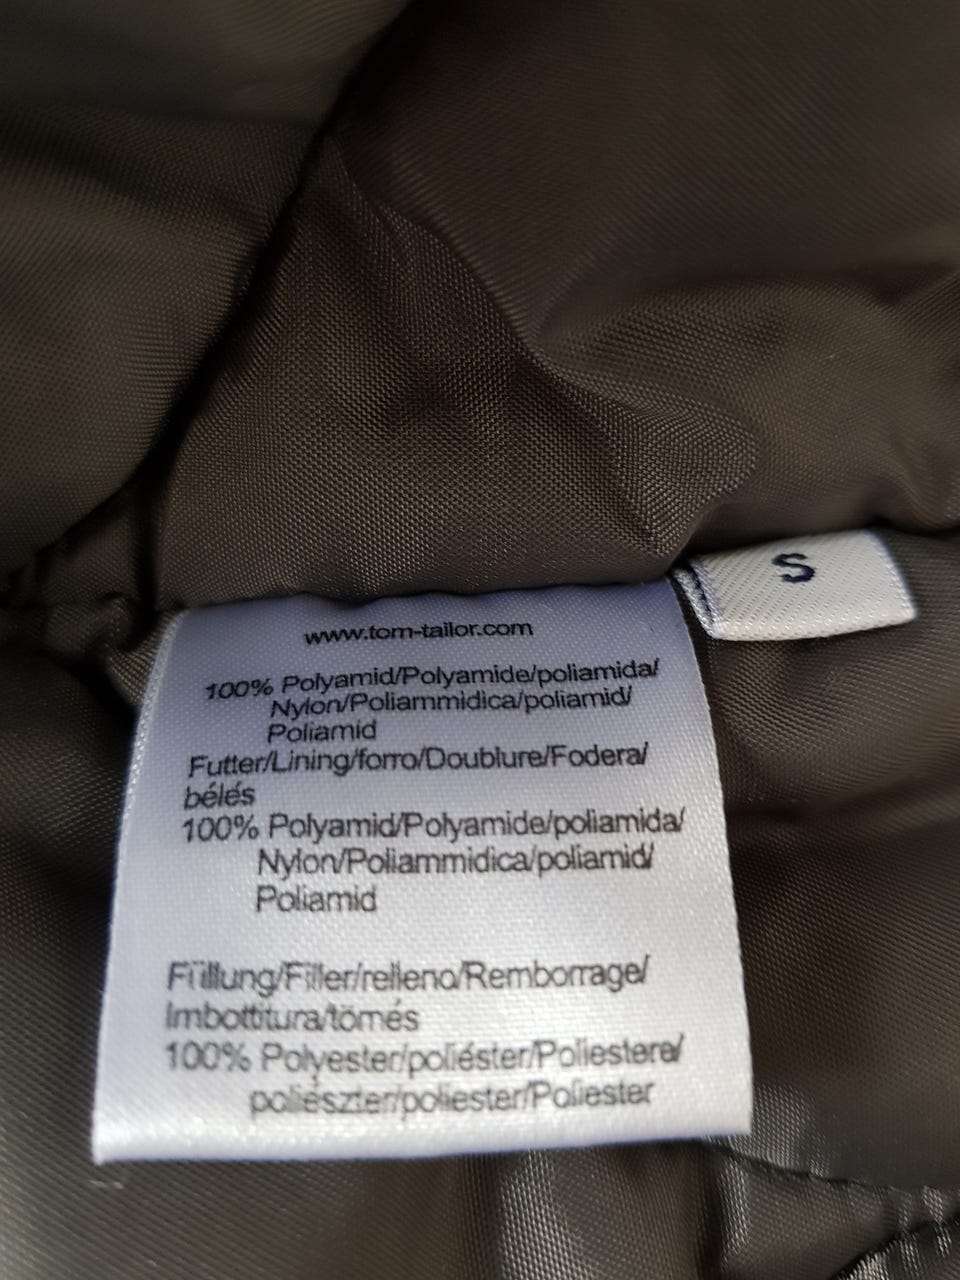 S
www.tom-tailor.com
100% Polyamid/Polyamide/poliamida/
Nylon/Poliammidica/poliamid/
Poliamid
Futter/Lining/forro/Doublure/Fodera/
bélés
100% Polyamid/Polyamide/poliamida/
Nylon/Poliammidica/poliamid/
Poliamid
Füllung/Filler/relleno/Remborrage/
Imbottitura/tömés
100% Polyester/poliéster/Poliestere/
poliészter/poliester/Poliester